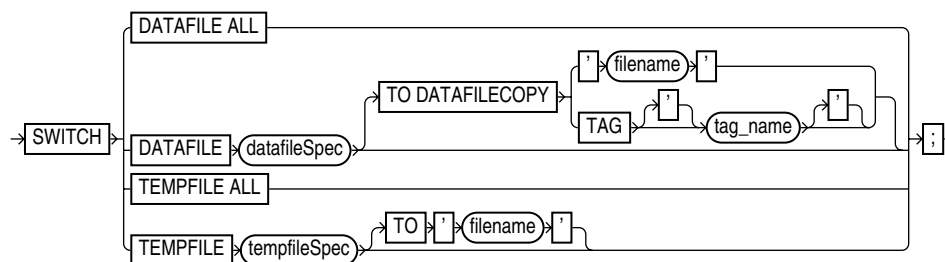 DATAFILE ALL
' filename '
TO DATAFILECOPY
' '
TAG tag_name
SWITCH ;
DATAFILE datafileSpec
TEMPFILE ALL
TO ' filename '
TEMPFILE tempfileSpec